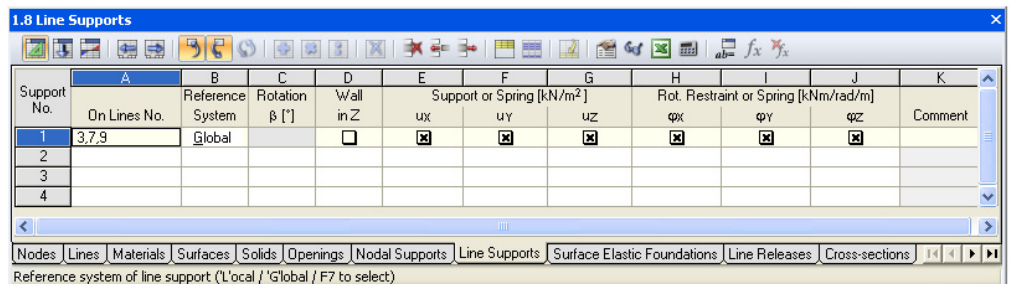 1.8 Line Supports
ab= fx
A B C D E F G H I J K
Support No. On Lines No. Reference System Rotation β [°] Wall in Z Support or Spring [kN/m²] uX uY uZ Rot. Restraint or Spring [kNm/rad/m] φX φY φZ Comment
1 3,7,9 Global
2
3
4
Nodes Lines Materials Surfaces Solids Openings Nodal Supports Line Supports Surface Elastic Foundations Line Releases Cross-sections
Reference system of line support ('L'ocal / 'G'lobal / F7 to select)